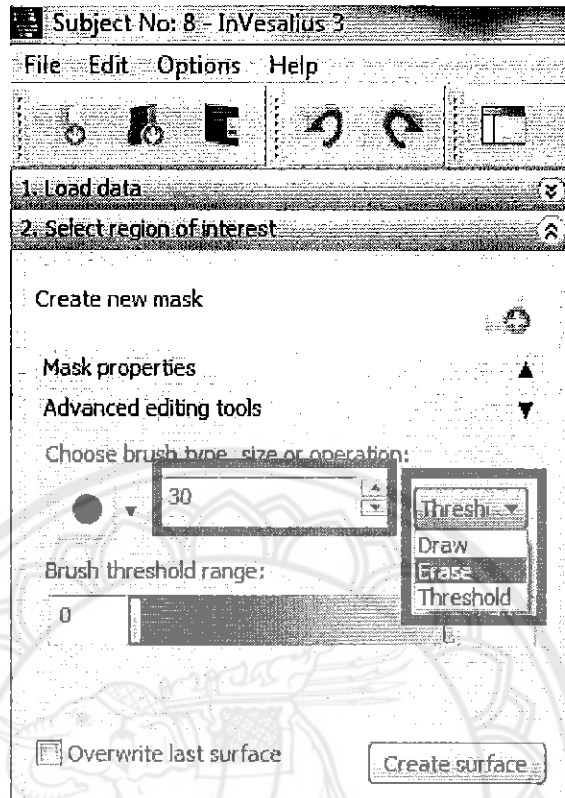 Subject No: 8 - InVesalius 3
File Edit Options Help
1. Load data
2. Select region of interest
Create new mask
Mask properties
Advanced editing tools
Choose brush type, size or operation:
30
Threshi
Draw
Erase
Threshold
Brush threshold range:
0
Overwrite last surface
Create surface